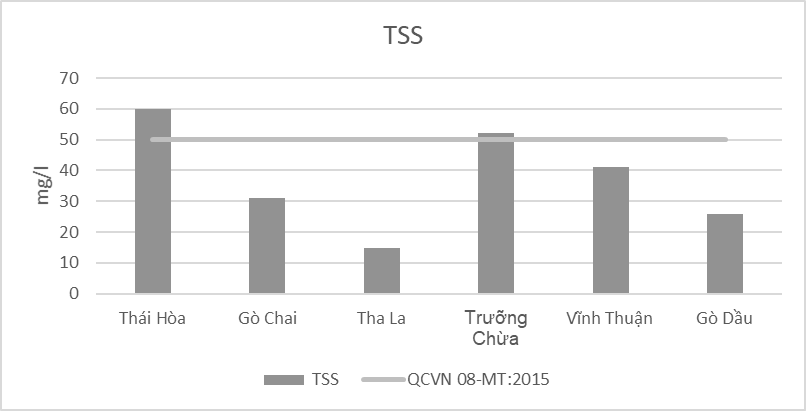 TSS
70
60
50
40
30
20
10
0
mg/l
Thái Hòa
Gò Chai
Tha La
Trưỡng
Chừa
Vĩnh Thuận
Gò Dầu
TSS
QCVN 08-MT:2015